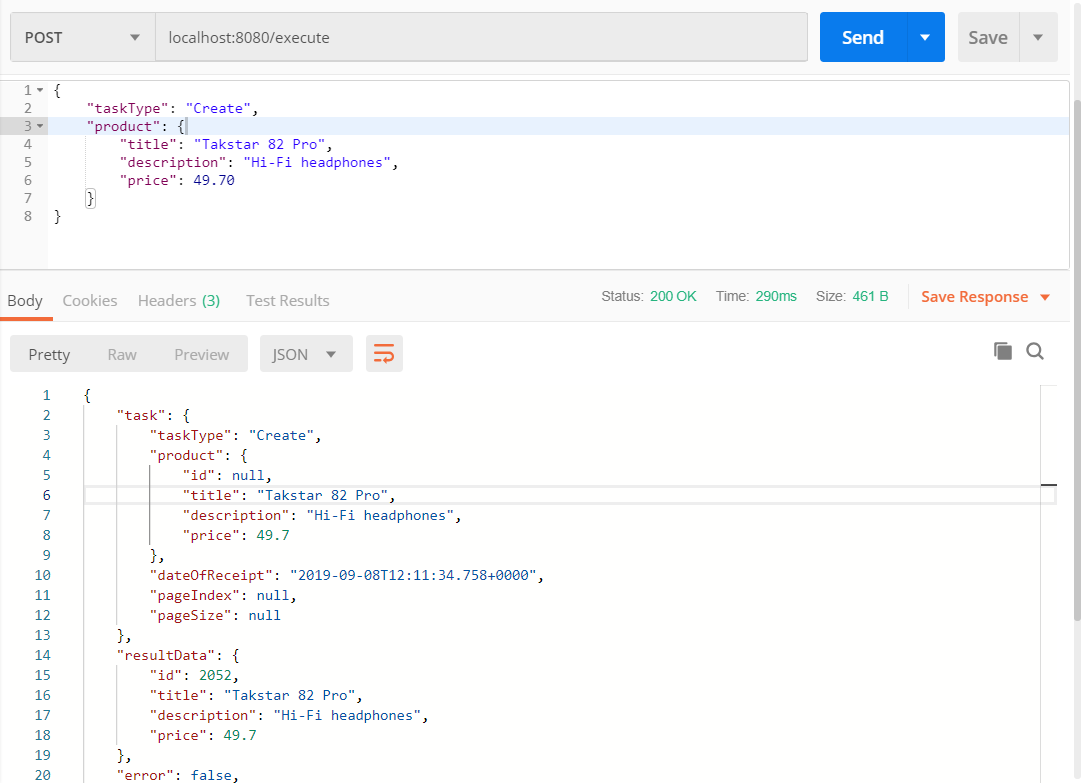 POST localhost:8080/execute Send Save
1 {
2 "taskType": "Create",
3 "product": {
4 "title": "Takstar 82 Pro",
5 "description": "Hi-Fi headphones",
6 "price": 49.70
7 }
8 }
Body Cookies Headers (3) Test Results Status: 200 OK Time: 290ms Size: 461 B Save Response
Pretty Raw Preview JSON
1 {
2 "task": {
3 "taskType": "Create",
4 "product": {
5 "id": null,
6 "title": "Takstar 82 Pro",
7 "description": "Hi-Fi headphones",
8 "price": 49.7
9 },
10 "dateOfReceipt": "2019-09-08T12:11:34.758+0000",
11 "pageIndex": null,
12 "pageSize": null
13 },
14 "resultData": {
15 "id": 2052,
16 "title": "Takstar 82 Pro",
17 "description": "Hi-Fi headphones",
18 "price": 49.7
19 },
20 "error": false,